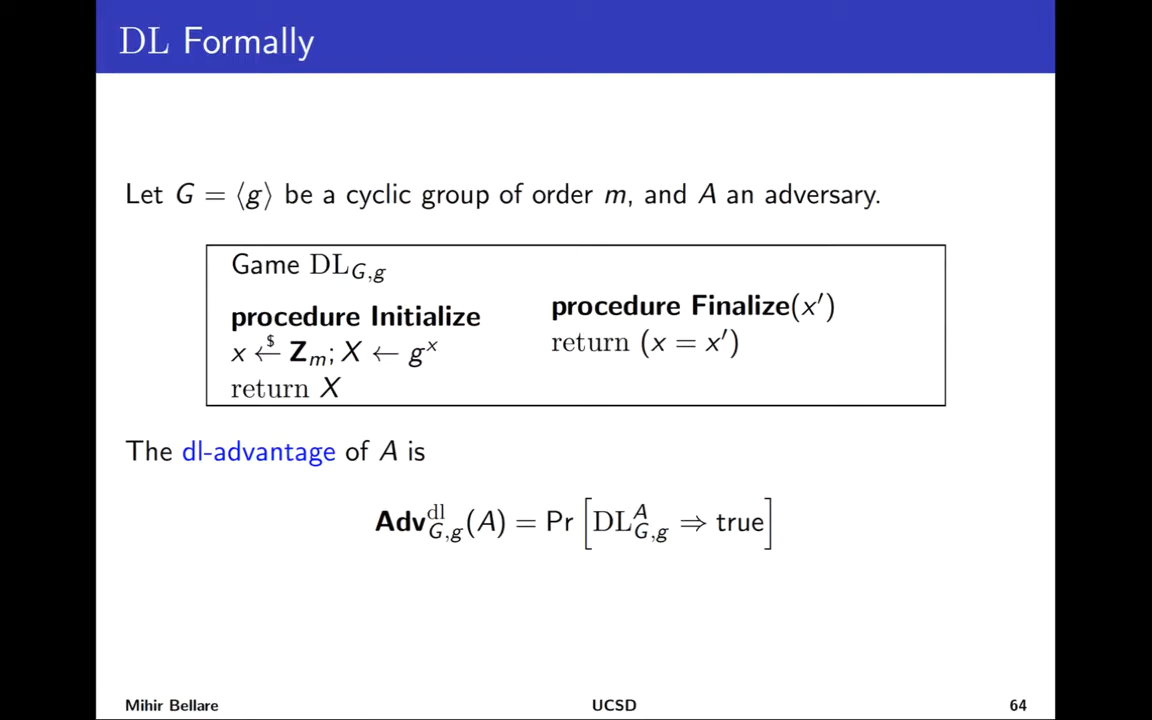 DL Formally
Let G = ⟨g⟩ be a cyclic group of order m, and A an adversary.
Game DL_{G,g}
procedure Initialize
x ←$ Z_m; X ← g^x
return X
procedure Finalize(x′)
return (x = x′)
The dl-advantage of A is
Adv^{dl}_{G,g}(A) = Pr [DL^A_{G,g} ⇒ true]
Mihir Bellare
UCSD
64